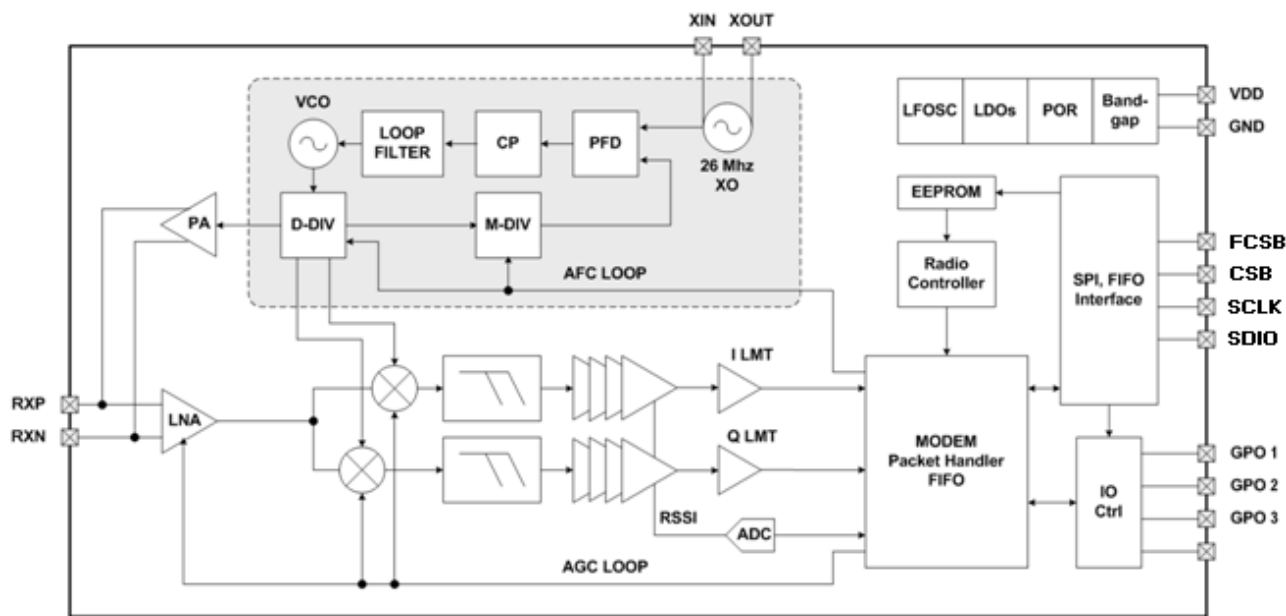 XIN XOUT
VCO
LOOP
FILTER
CP
PFD
26 Mhz
XO
LFOSC
LDOs
POR
Band-
gap
VDD
GND
PA
D-DIV
M-DIV
AFC LOOP
EEPROM
Radio
Controller
SPI, FIFO
Interface
FCSB
CSB
SCLK
SDIO
RXP
RXN
LNA
I LMT
Q LMT
RSSI
ADC
AGC LOOP
MODEM
Packet Handler
FIFO
IO
Ctrl
GPO 1
GPO 2
GPO 3